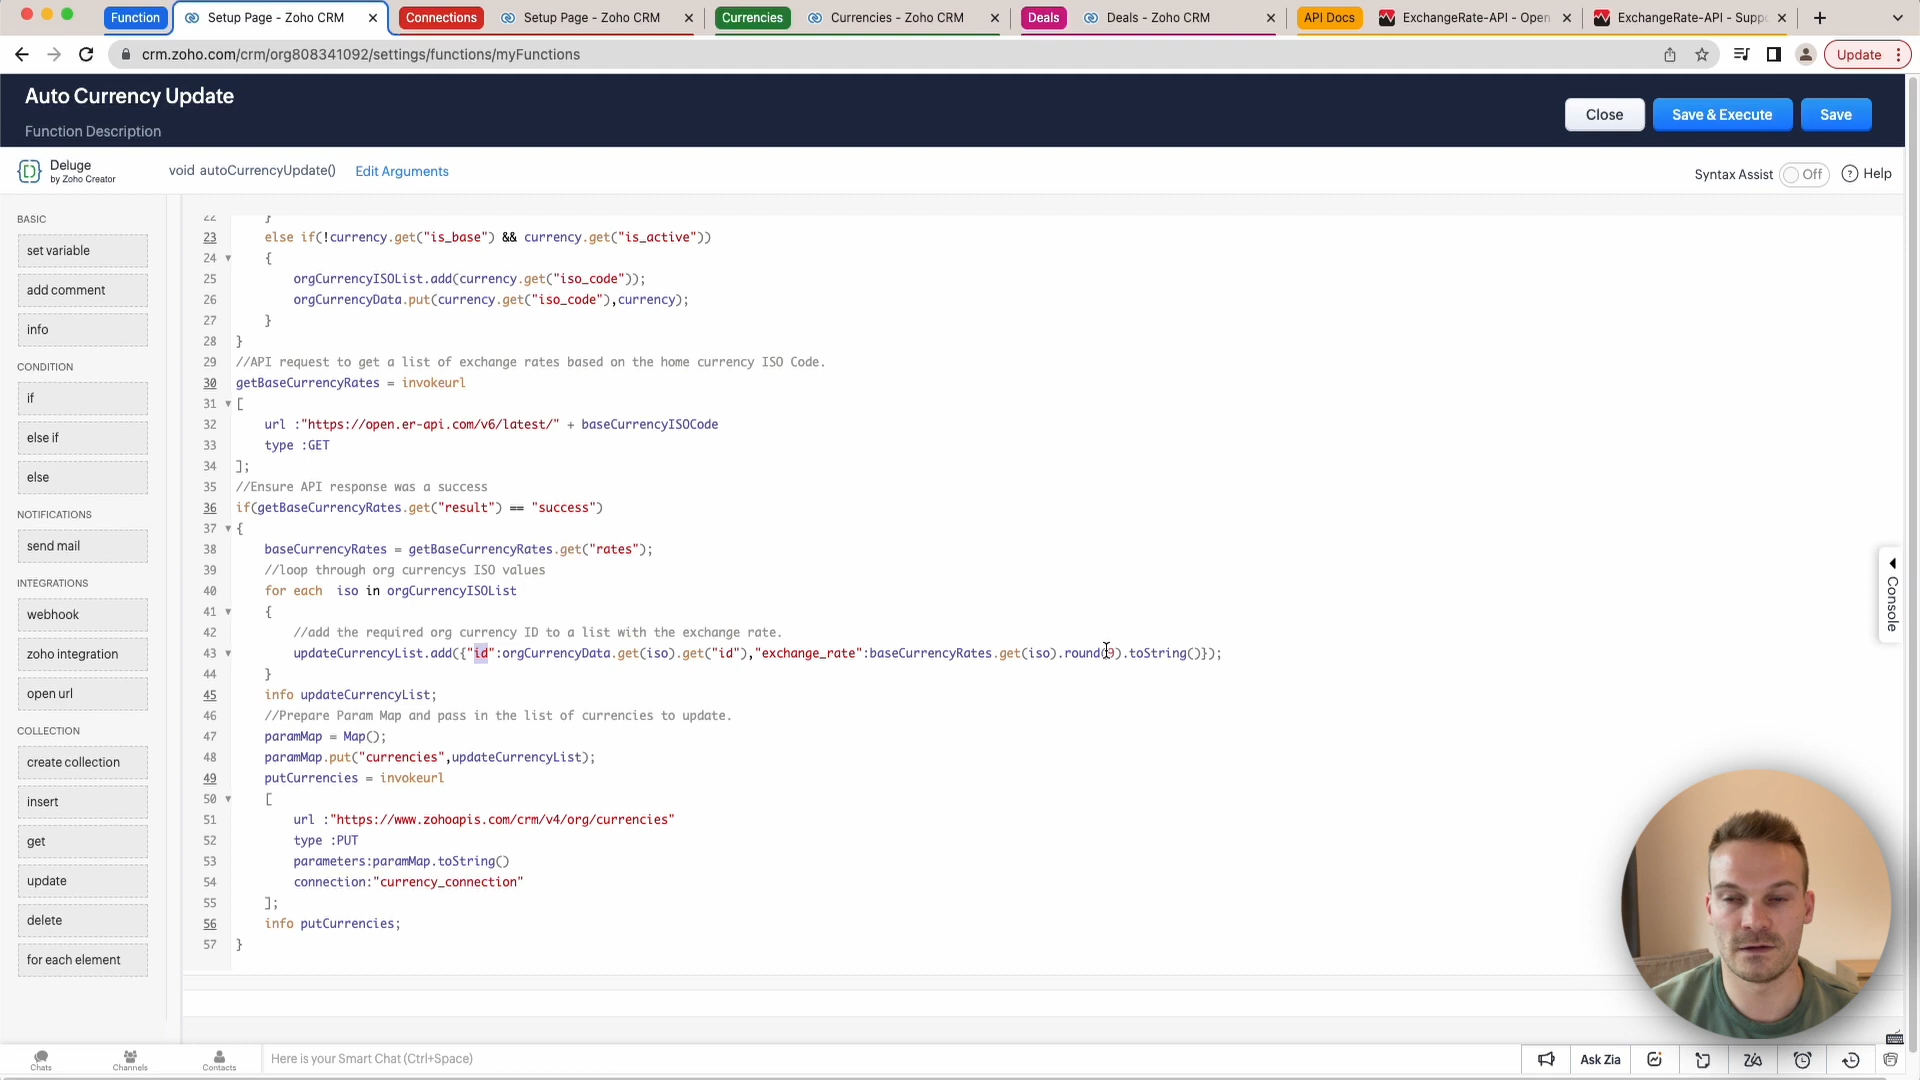 Function
Setup Page - Zoho CRM
Connections
Setup Page - Zoho CRM
Currencies
Currencies - Zoho CRM
Deals
Deals - Zoho CRM
API Docs
ExchangeRate-API - Open
ExchangeRate-API - Supp
crm.zoho.com/crm/org808341092/settings/functions/myFunctions
Update
Auto Currency Update
Function Description
Close
Save & Execute
Save
Deluge
by Zoho Creator
void autoCurrencyUpdate()
Edit Arguments
Syntax Assist
Off
Help
BASIC
set variable
add comment
info
CONDITION
if
else if
else
NOTIFICATIONS
send mail
INTEGRATIONS
webhook
zoho integration
open url
COLLECTION
create collection
insert
get
update
delete
for each element
22 }
23 else if(!currency.get("is_base") && currency.get("is_active"))
24 {
25 orgCurrencyISOList.add(currency.get("iso_code"));
26 orgCurrencyData.put(currency.get("iso_code"),currency);
27 }
28 }
29 //API request to get a list of exchange rates based on the home currency ISO Code.
30 getBaseCurrencyRates = invokeurl
31 [
32 url :"https://open.er-api.com/v6/latest/" + baseCurrencyISOCode
33 type :GET
34 ];
35 //Ensure API response was a success
36 if(getBaseCurrencyRates.get("result") == "success")
37 {
38 baseCurrencyRates = getBaseCurrencyRates.get("rates");
39 //loop through org currencys ISO values
40 for each  iso in orgCurrencyISOList
41 {
42 //add the required org currency ID to a list with the exchange rate.
43 updateCurrencyList.add({"id":orgCurrencyData.get(iso).get("id"),"exchange_rate":baseCurrencyRates.get(iso).round(9).toString()});
44 }
45 info updateCurrencyList;
46 //Prepare Param Map and pass in the list of currencies to update.
47 paramMap = Map();
48 paramMap.put("currencies",updateCurrencyList);
49 putCurrencies = invokeurl
50 [
51 url :"https://www.zohoapis.com/crm/v4/org/currencies"
52 type :PUT
53 parameters:paramMap.toString()
54 connection:"currency_connection"
55 ];
56 info putCurrencies;
57 }
Console
Chats
Channels
Contacts
Here is your Smart Chat (Ctrl+Space)
Ask Zia